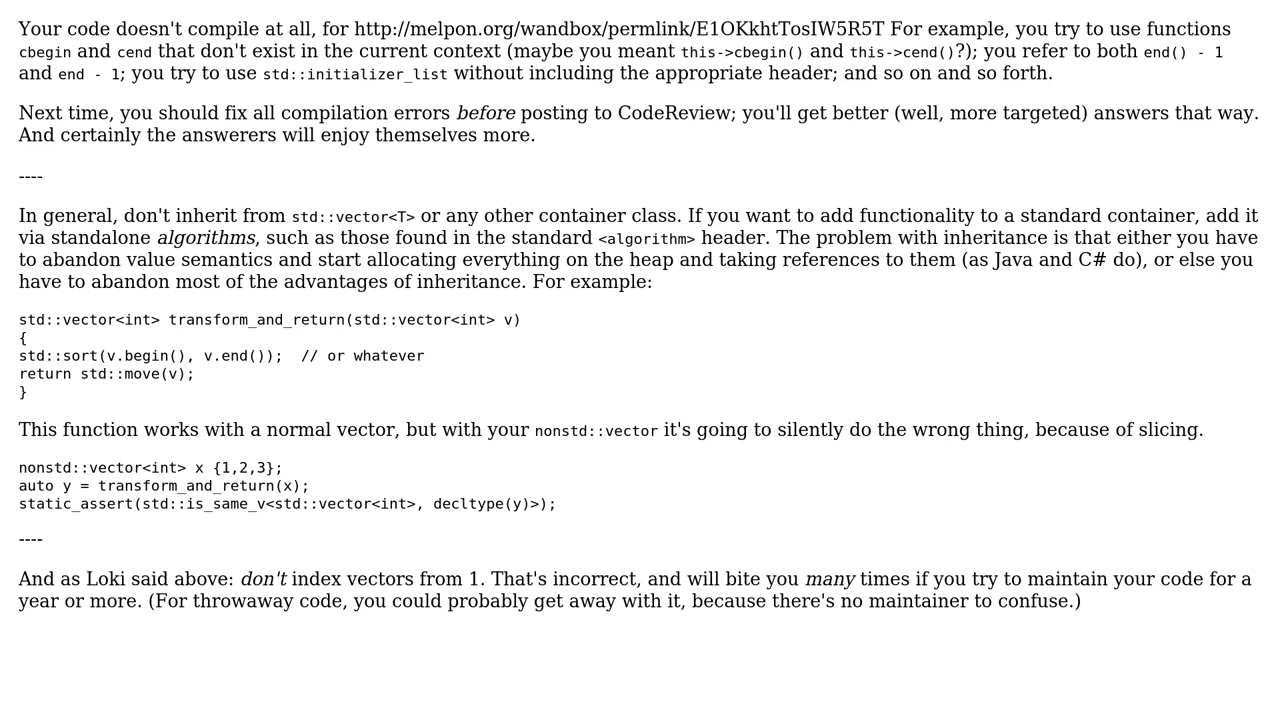 Your code doesn't compile at all, for http://melpon.org/wandbox/permlink/E1OKkhtTosIW5R5T For example, you try to use functions
cbegin and cend that don't exist in the current context (maybe you meant this->cbegin() and this->cend()?); you refer to both end() - 1
and end - 1; you try to use std::initializer_list without including the appropriate header; and so on and so forth.
Next time, you should fix all compilation errors before posting to CodeReview; you'll get better (well, more targeted) answers that way.
And certainly the answerers will enjoy themselves more.
----
In general, don't inherit from std::vector<T> or any other container class. If you want to add functionality to a standard container, add it
via standalone algorithms, such as those found in the standard <algorithm> header. The problem with inheritance is that either you have
to abandon value semantics and start allocating everything on the heap and taking references to them (as Java and C# do), or else you
have to abandon most of the advantages of inheritance. For example:
std::vector<int> transform_and_return(std::vector<int> v)
{
std::sort(v.begin(), v.end());  // or whatever
return std::move(v);
}
This function works with a normal vector, but with your nonstd::vector it's going to silently do the wrong thing, because of slicing.
nonstd::vector<int> x {1,2,3};
auto y = transform_and_return(x);
static_assert(std::is_same_v<std::vector<int>, decltype(y)>);
----
And as Loki said above: don't index vectors from 1. That's incorrect, and will bite you many times if you try to maintain your code for a
year or more. (For throwaway code, you could probably get away with it, because there's no maintainer to confuse.)